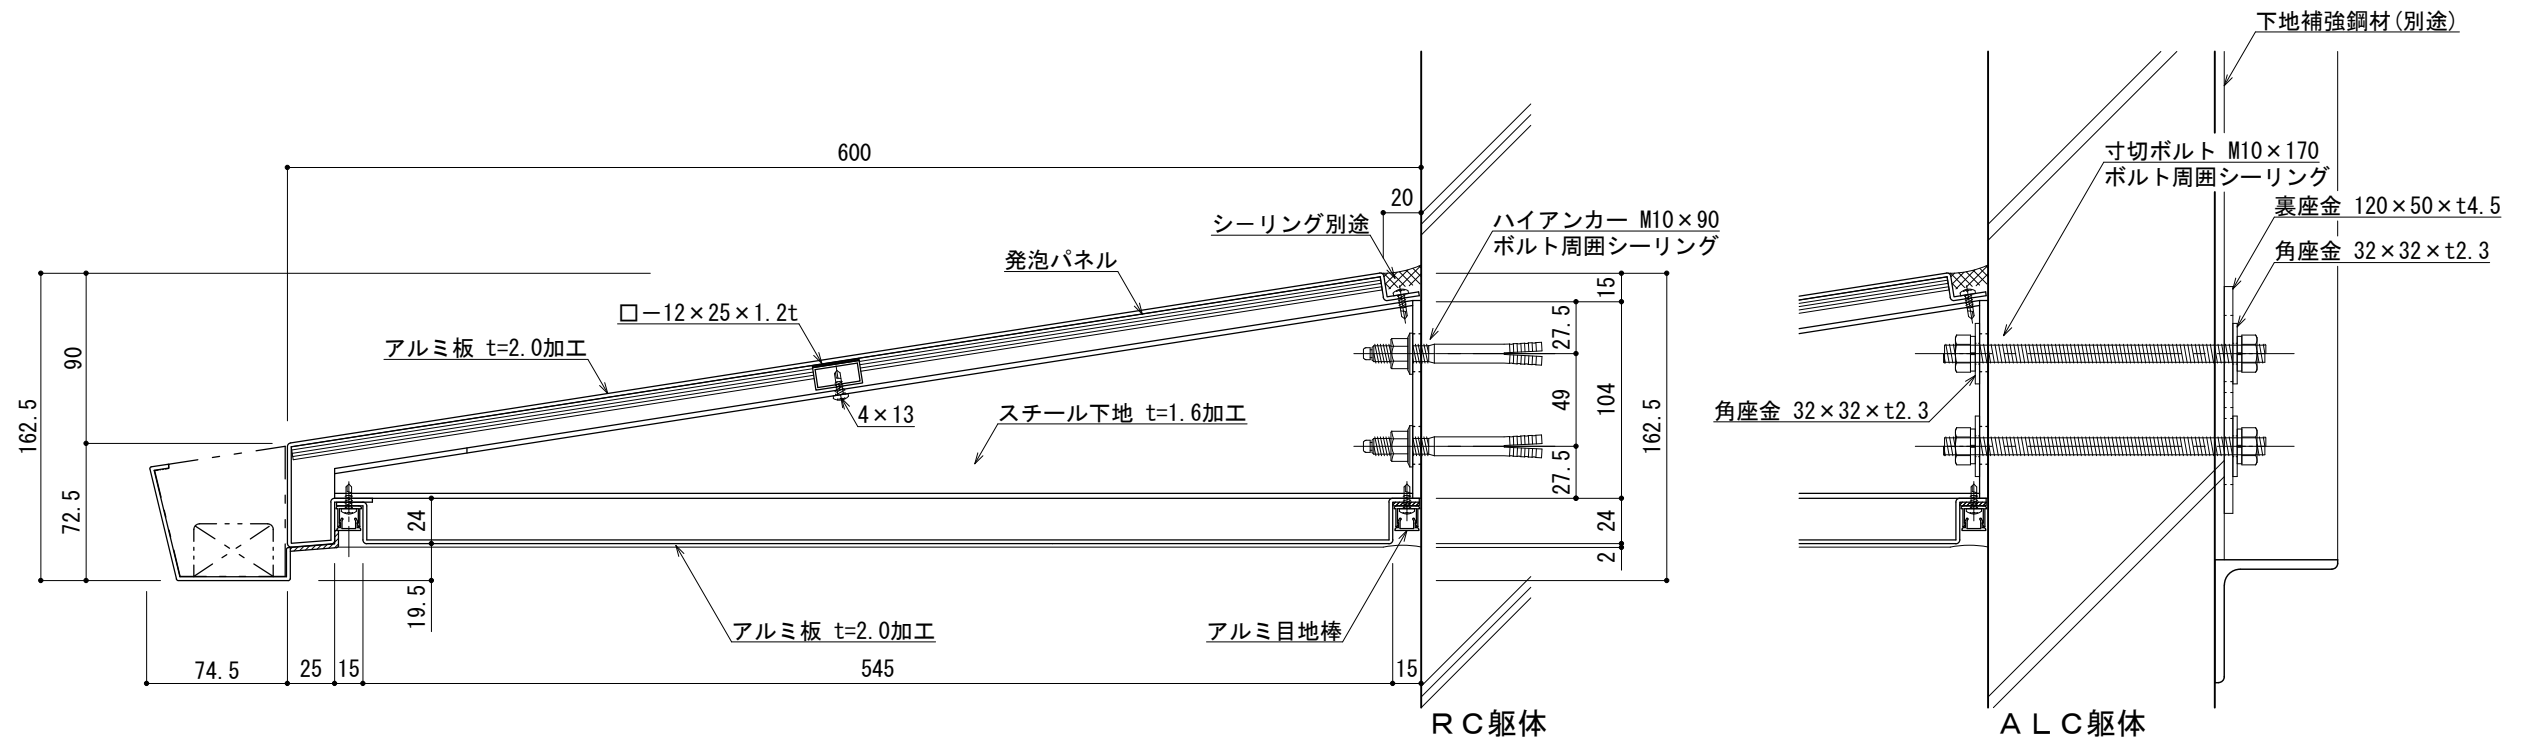 下地補強鋼材(別途)
600
寸切ボルト M10×170
ボルト周囲シーリング
20
シーリング別途
ハイアンカー M10×90
ボルト周囲シーリング
裏座金 120×50×t4.5
角座金 32×32×t2.3
発泡パネル
□－12×25×1.2t
アルミ板 t=2.0加工
15
27.5
90
162.5
4×13
スチール下地 t=1.6加工
49
104
162.5
角座金 32×32×t2.3
72.5
27.5
24
24
2
19.5
アルミ板 t=2.0加工
アルミ目地棒
74.5
25
15
545
15
ＲＣ躯体
ＡＬＣ躯体